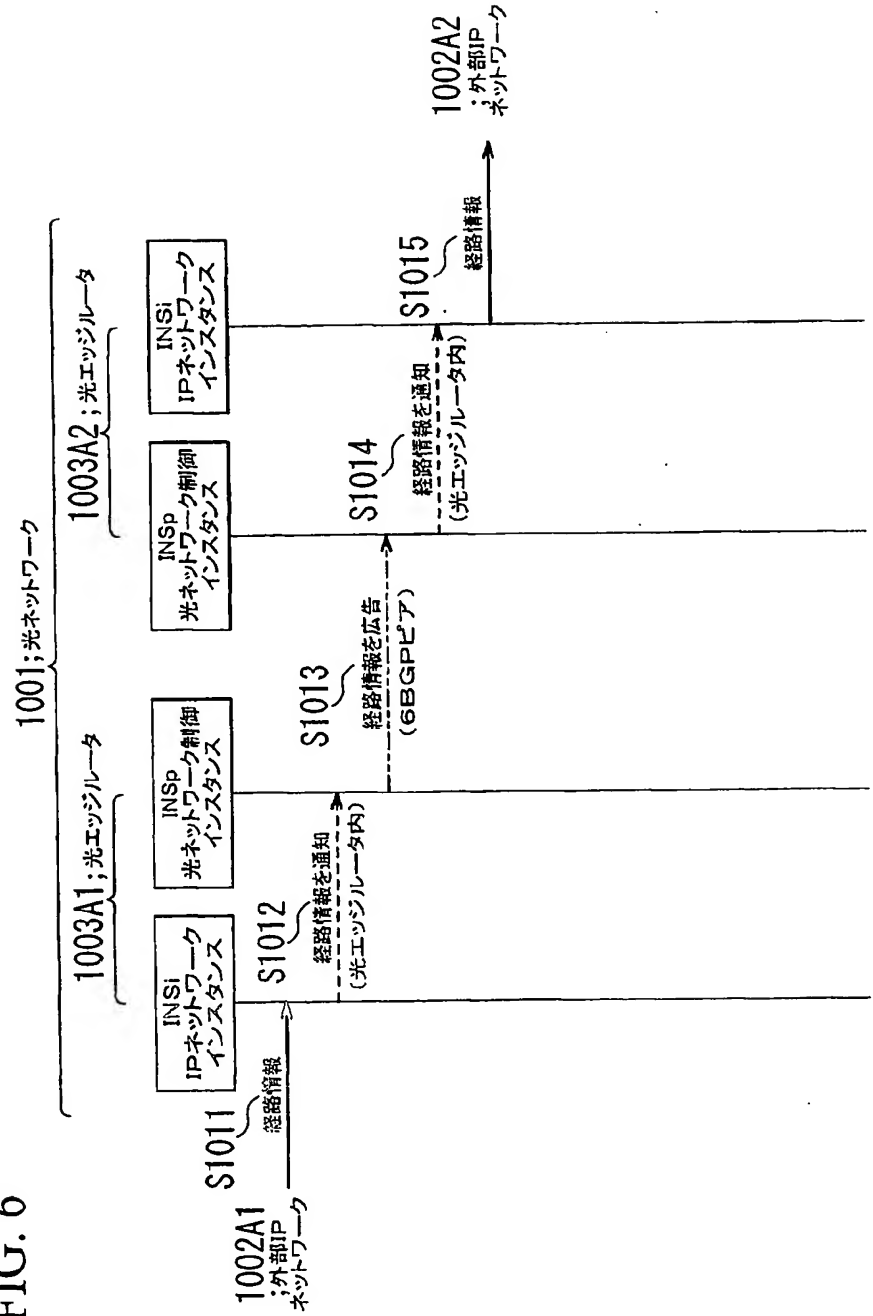 FIG. 6
1001;光ネットワーク
1003A1;光エッジルータ
1003A2;光エッジルータ
INSi
IPネットワーク
インスタンス
INSp
光ネットワーク制御
インスタンス
INSp
光ネットワーク制御
インスタンス
INSi
IPネットワーク
インスタンス
1002A1
;外部IP
ネットワーク
S1011
経路情報
S1012
経路情報を通知
(光エッジルータ内)
S1013
経路情報を広告
(6BGPピア)
S1014
経路情報を通知
(光エッジルータ内)
S1015
経路情報
1002A2
;外部IP
ネットワーク